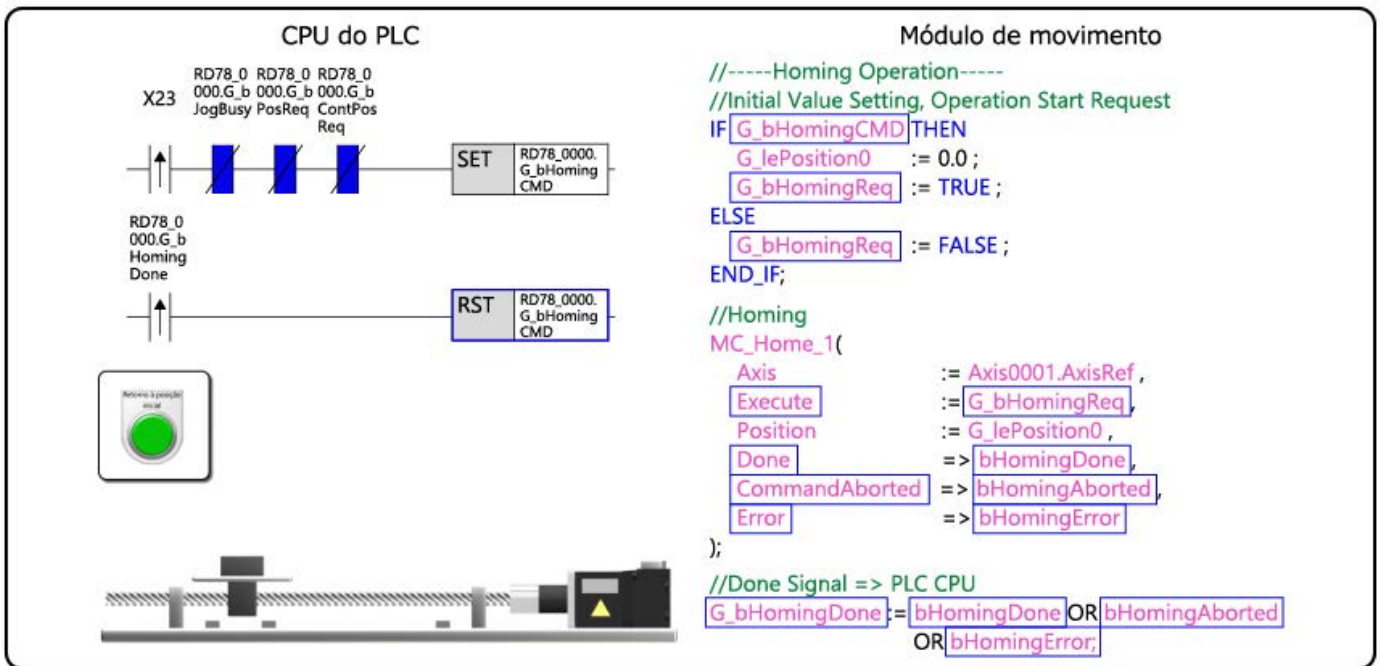 CPU do PLC
X23
RD78_0
000.G_b
JogBusy
RD78_0
000.G_b
PosReq
RD78_0
000.G_b
ContPos
Req
SET
RD78_0000.
G_bHoming
CMD
RD78_0
000.G_b
Homing
Done
RST
RD78_0000.
G_bHoming
CMD
Retorno à posição
inicial
Módulo de movimento
//-----Homing Operation-----
//Initial Value Setting, Operation Start Request
IF G_bHomingCMD THEN
G_lePosition0 := 0.0 ;
G_bHomingReq := TRUE ;
ELSE
G_bHomingReq := FALSE ;
END_IF;
//Homing
MC_Home_1(
Axis := Axis0001.AxisRef ,
Execute := G_bHomingReq ,
Position := G_lePosition0 ,
Done => bHomingDone ,
CommandAborted => bHomingAborted ,
Error => bHomingError
);
//Done Signal => PLC CPU
G_bHomingDone := bHomingDone OR bHomingAborted
OR bHomingError;